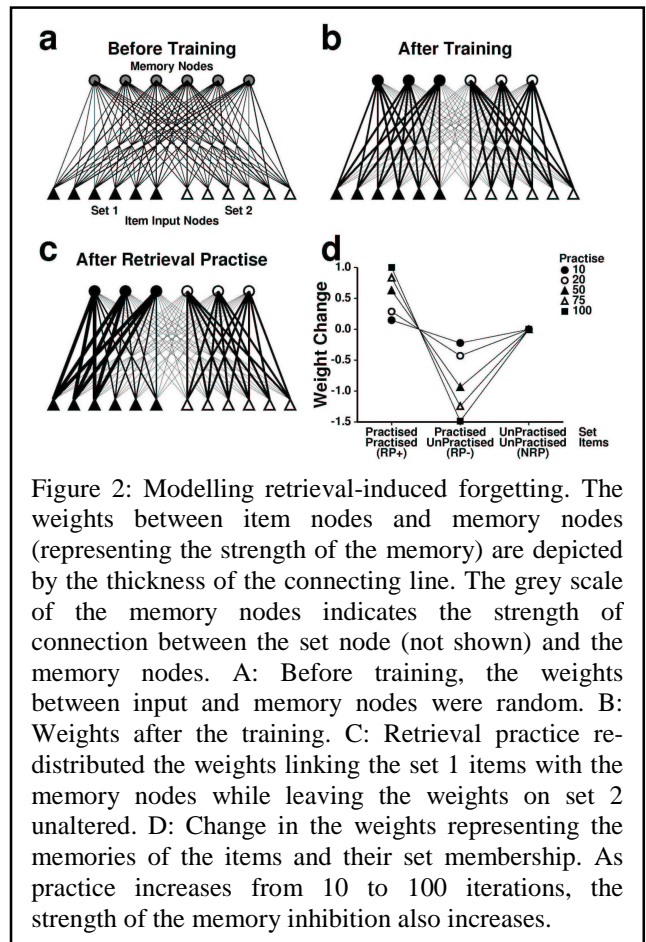 a
Before Training
Memory Nodes
Set 1
Set 2
Item Input Nodes
b
After Training
c
After Retrieval Practise
d
Practise
10
20
50
75
100
Weight Change
1.0
0.5
0.0
-0.5
-1.0
-1.5
Practised Practised UnPractised Set
Practised UnPractised UnPractised Items
(RP+) (RP-) (NRP)
Figure 2: Modelling retrieval-induced forgetting. The
weights between item nodes and memory nodes
(representing the strength of the memory) are depicted
by the thickness of the connecting line. The grey scale
of the memory nodes indicates the strength of
connection between the set node (not shown) and the
memory nodes. A: Before training, the weights
between input and memory nodes were random. B:
Weights after the training. C: Retrieval practice re-
distributed the weights linking the set 1 items with the
memory nodes while leaving the weights on set 2
unaltered. D: Change in the weights representing the
memories of the items and their set membership. As
practice increases from 10 to 100 iterations, the
strength of the memory inhibition also increases.